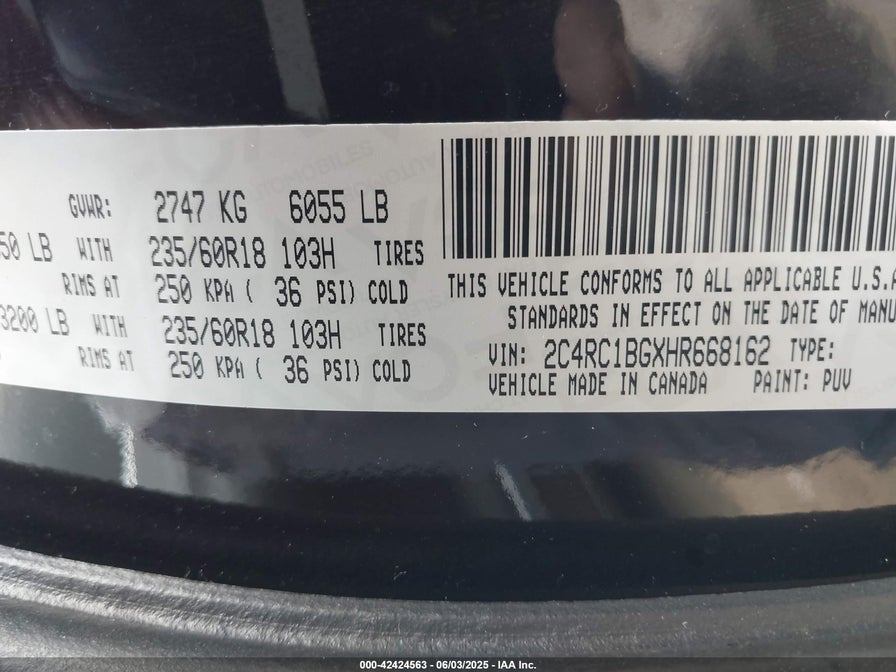 GVWR: 2747 KG 6055 LB
50 LB WITH 235/60R18 103H TIRES
RIMS AT 250 KPA ( 36 PSI) COLD
3200 LB WITH 235/60R18 103H TIRES
RIMS AT 250 KPA ( 36 PSI) COLD
THIS VEHICLE CONFORMS TO ALL APPLICABLE U.S.A
STANDARDS IN EFFECT ON THE DATE OF MANU
VIN: 2C4RC1BGXHR668162 TYPE:
VEHICLE MADE IN CANADA PAINT: PUV
000-42424563 - 06/03/2025 - IAA Inc.